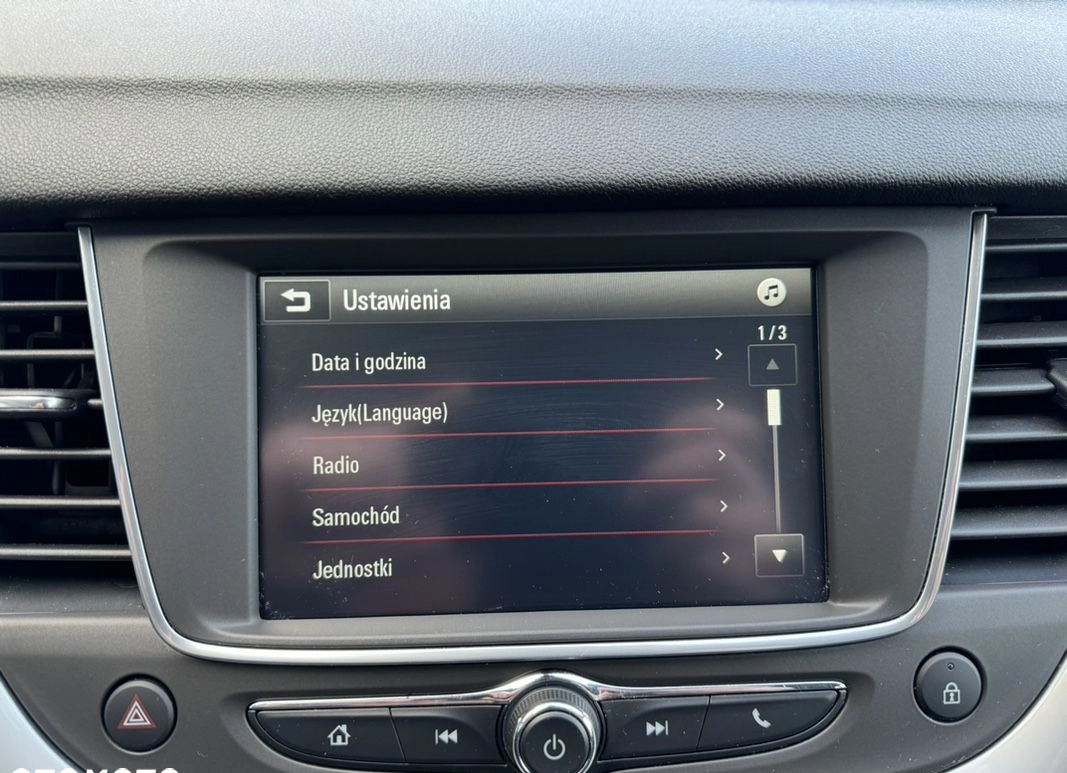 Ustawienia
1/3
Data i godzina
Język(Language)
Radio
Samochód
Jednostki